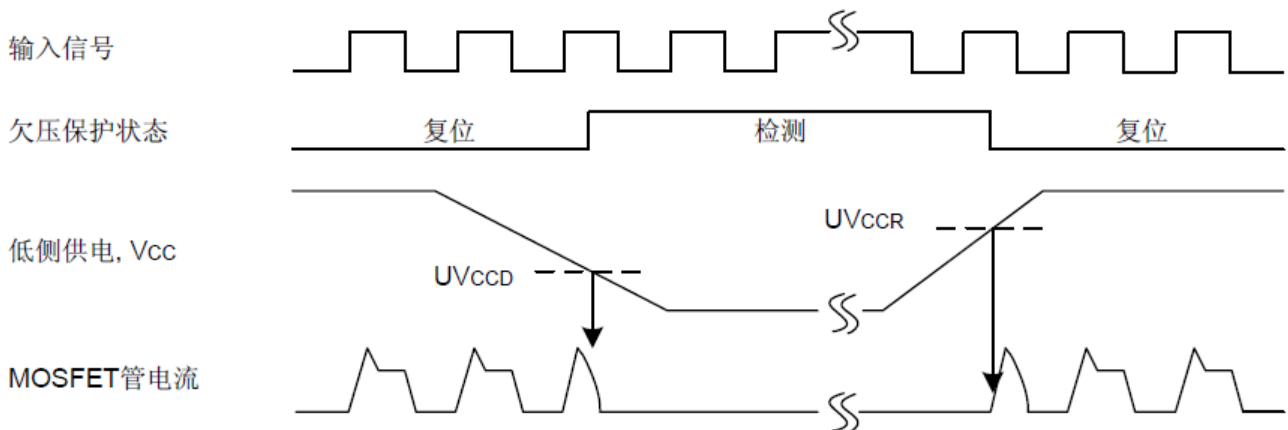 输入信号
欠压保护状态
复位
检测
复位
低侧供电, Vcc
UVCCD
UVCCR
MOSFET管电流